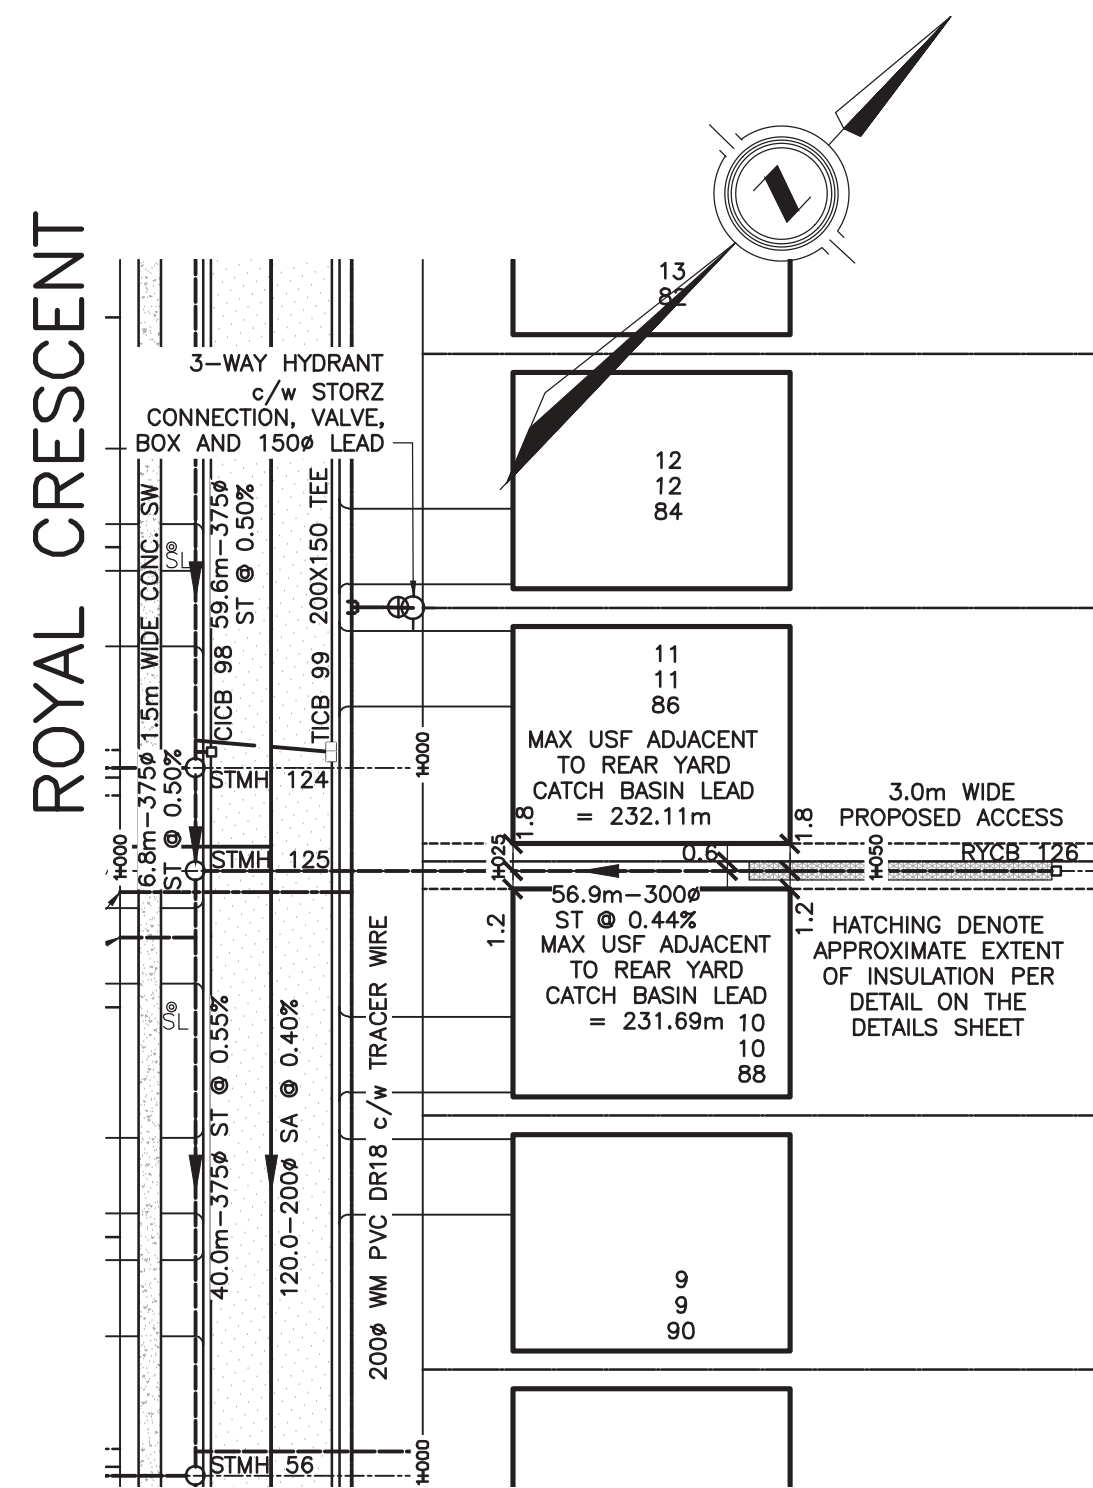 ROYAL CRESCENT
13
82
3-WAY HYDRANT
c/w STORZ
CONNECTION, VALVE,
BOX AND 150ø LEAD
12
12
84
1.5m WIDE CONC. SW
SL
59.6m-375ø
ST @ 0.50%
200X150 TEE
CICB 98
TICB 99
11
11
86
MAX USF ADJACENT
TO REAR YARD
CATCH BASIN LEAD
= 232.11m
6.8m-375ø
ST @ 0.50%
STMH 124
1+000
1+000
STMH 125
1+025
1.8
1.8
0.6
3.0m WIDE
PROPOSED ACCESS
1+050
RYCB 126
56.9m-300ø
ST @ 0.44%
1.2
1.2
MAX USF ADJACENT
TO REAR YARD
CATCH BASIN LEAD
= 231.69m
10
10
88
HATCHING DENOTE
APPROXIMATE EXTENT
OF INSULATION PER
DETAIL ON THE
DETAILS SHEET
SL
40.0m-375ø ST @ 0.55%
120.0-200ø SA @ 0.40%
200ø WM PVC DR18 c/w TRACER WIRE
9
9
90
STMH 56
1+000